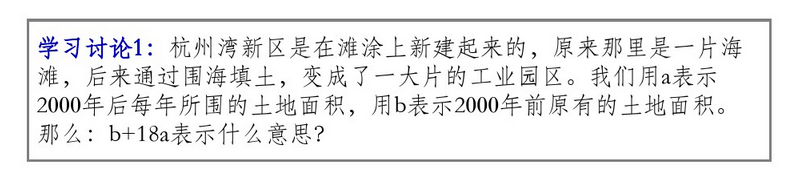 学习讨论1：杭州湾新区是在滩涂上新建起来的，原来那里是一片海
滩，后来通过围海填土，变成了一大片的工业园区。我们用a表示
2000年后每年所围的土地面积，用b表示2000年前原有的土地面积。
那么：b+18a表示什么意思?